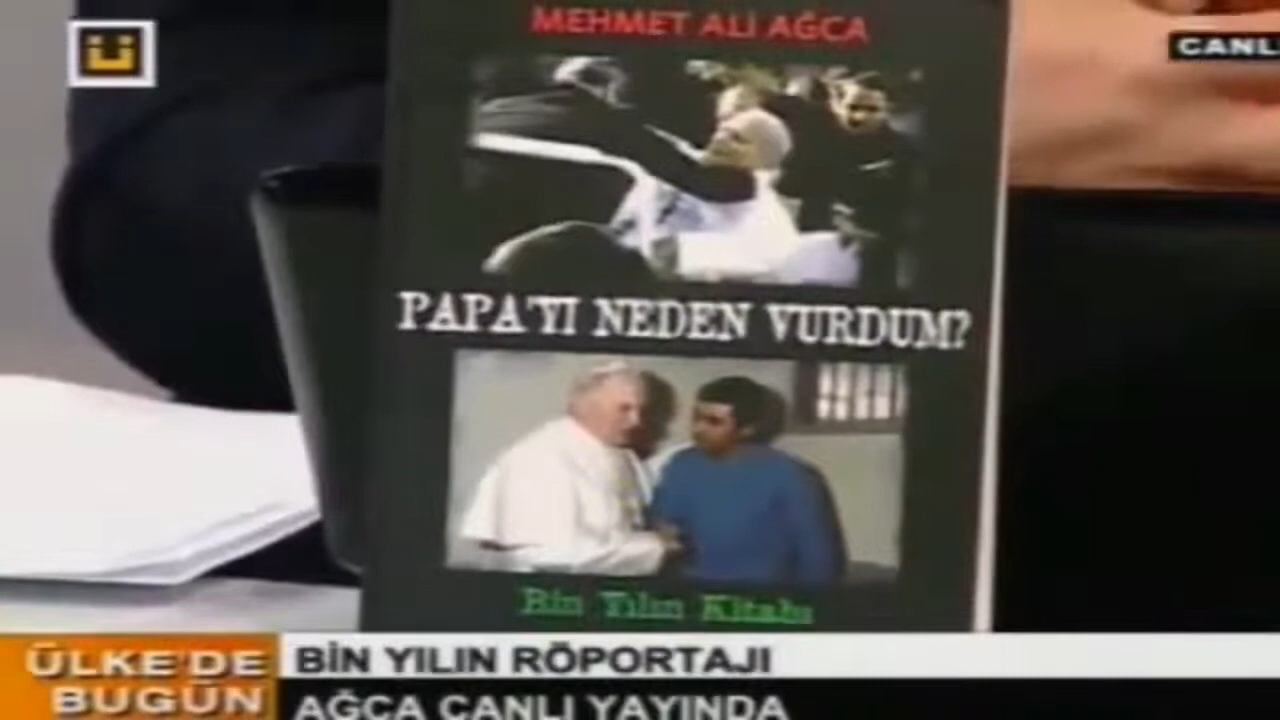 MEHMET ALİ AĞCA
CANLI
PAPA'YI NEDEN VURDUM?
Bin Yılın Kitabı
ÜLKE'DE
BUGÜN
BİN YILIN RÖPORTAJI
AĞCA CANLI YAYINDA